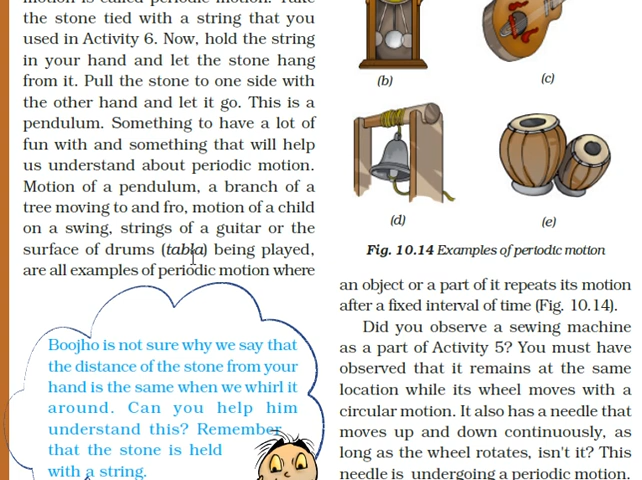 motion is called periodic motion. Take
the stone tied with a string that you
used in Activity 6. Now, hold the string
in your hand and let the stone hang
from it. Pull the stone to one side with
the other hand and let it go. This is a
pendulum. Something to have a lot of
fun with and something that will help
us understand about periodic motion.
Motion of a pendulum, a branch of a
tree moving to and fro, motion of a child
on a swing, strings of a guitar or the
surface of drums (tabla) being played,
are all examples of periodic motion where
Boojho is not sure why we say that
the distance of the stone from your
hand is the same when we whirl it
around. Can you help him
understand this? Remember
that the stone is held
with a string.
(b)
(c)
(d)
(e)
Fig. 10.14 Examples of periodic motion
an object or a part of it repeats its motion
after a fixed interval of time (Fig. 10.14).
Did you observe a sewing machine
as a part of Activity 5? You must have
observed that it remains at the same
location while its wheel moves with a
circular motion. It also has a needle that
moves up and down continuously, as
long as the wheel rotates, isn't it? This
needle is undergoing a periodic motion.